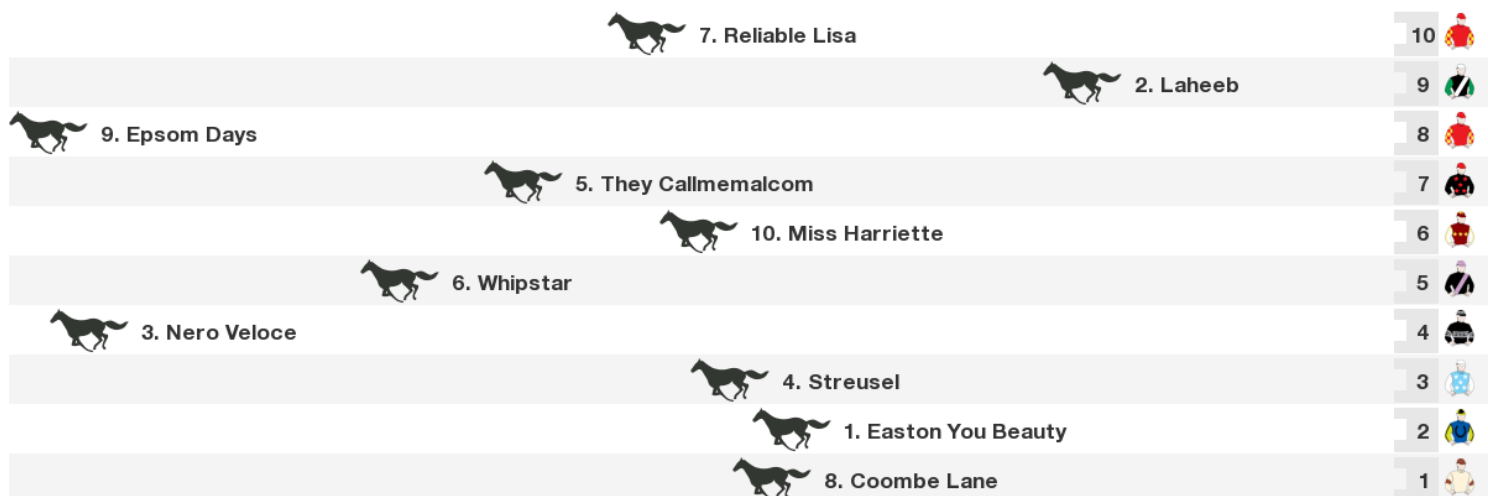 7. Reliable Lisa 10
2. Laheeb 9
9. Epsom Days 8
5. They Callmemalcom 7
10. Miss Harriette 6
6. Whipstar 5
3. Nero Veloce 4
4. Streusel 3
1. Easton You Beauty 2
8. Coombe Lane 1